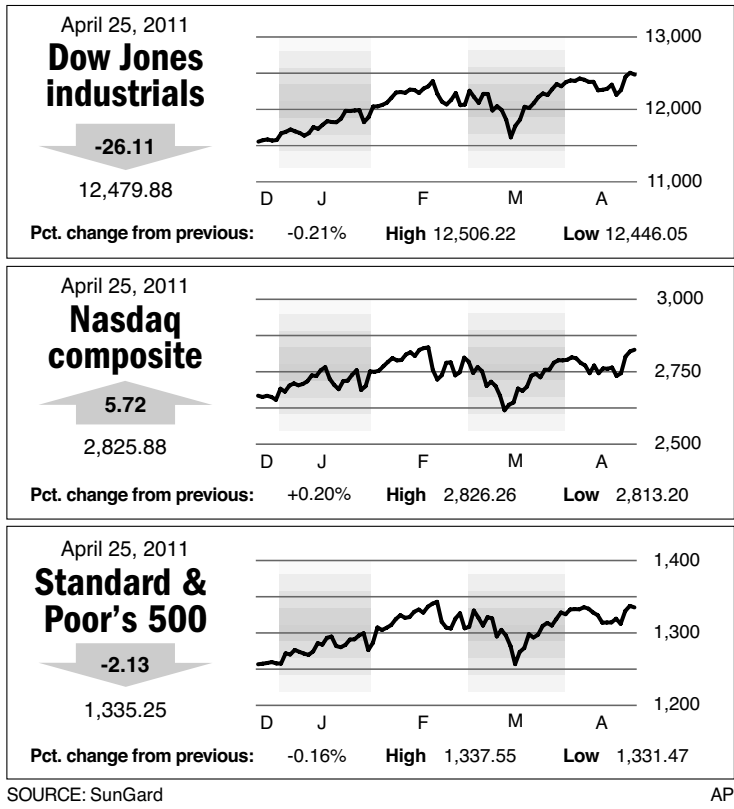 April 25, 2011
Dow Jones
industrials
-26.11
12,479.88
13,000
12,000
11,000
D J F M A
Pct. change from previous: -0.21% High 12,506.22 Low 12,446.05
April 25, 2011
Nasdaq
composite
5.72
2,825.88
3,000
2,750
2,500
D J F M A
Pct. change from previous: +0.20% High 2,826.26 Low 2,813.20
April 25, 2011
Standard &
Poor's 500
-2.13
1,335.25
1,400
1,300
1,200
D J F M A
Pct. change from previous: -0.16% High 1,337.55 Low 1,331.47
SOURCE: SunGard AP